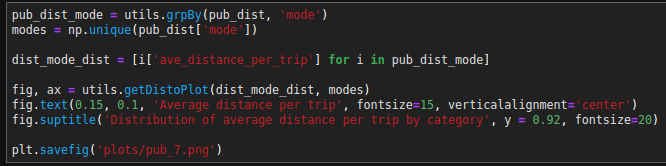 pub_dist_mode = utils.grpBy(pub_dist, 'mode')
modes = np.unique(pub_dist['mode'])
dist_mode_dist = [i['ave_distance_per_trip'] for i in pub_dist_mode]
fig, ax = utils.getDistoPlot(dist_mode_dist, modes)
fig.text(0.15, 0.1, 'Average distance per trip', fontsize=15, verticalalignment='center')
fig.suptitle('Distribution of average distance per trip by category', y = 0.92, fontsize=20)
plt.savefig('plots/pub_7.png')